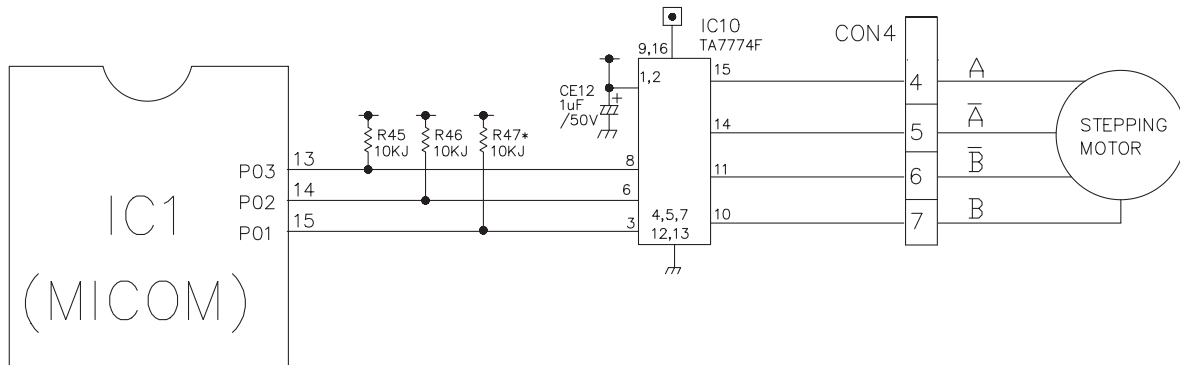 IC10
TA7774F
9,16
1,2
CON4
CE12
1uF
/50V
+
15
14
11
10
4
5
6
7
A
A̅
B̅
B
STEPPING
MOTOR
R45
10KJ
R46
10KJ
R47*
10KJ
P03
13
8
P02
14
6
P01
15
3
4,5,7
12,13
IC1
(MICOM)